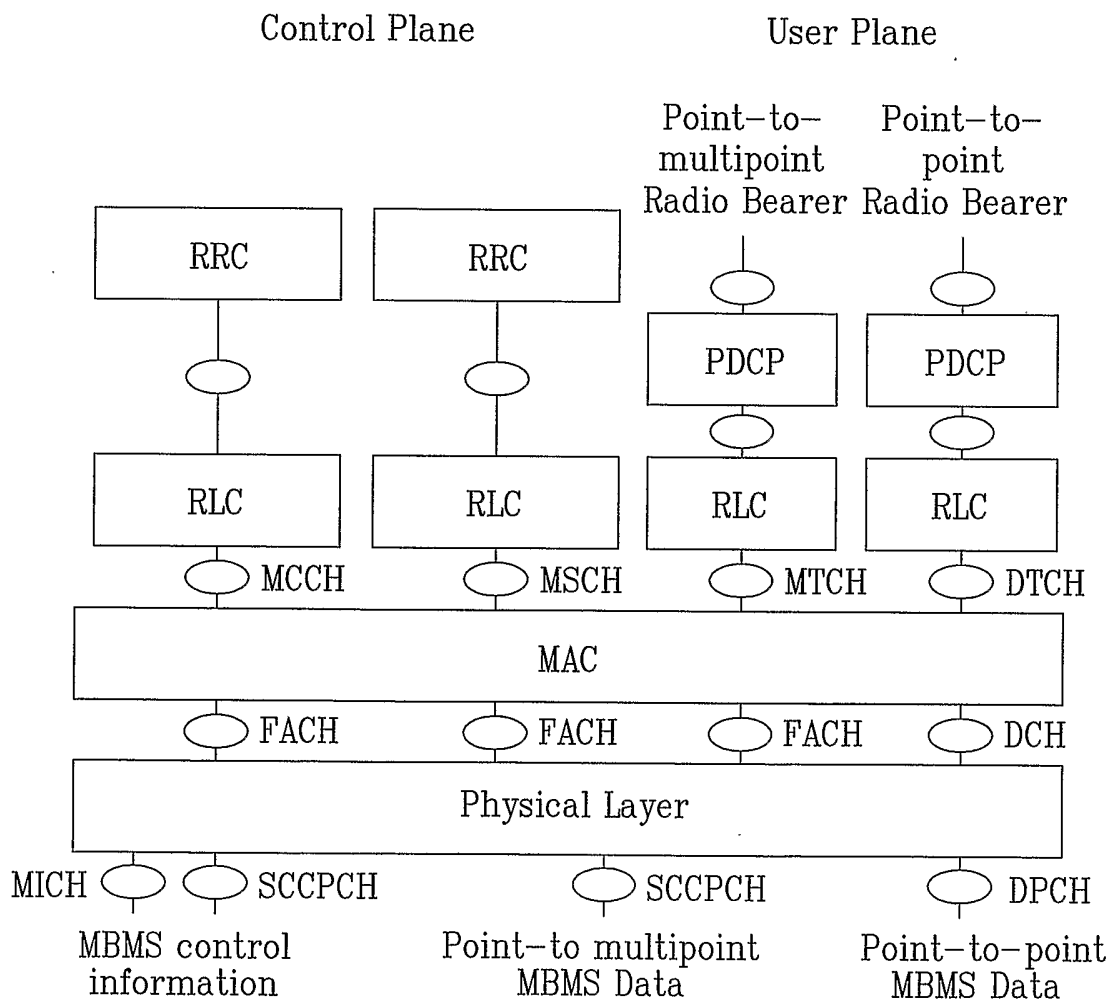 Control Plane
User Plane
Point-to-
multipoint
Radio Bearer
Point-to-
point
Radio Bearer
RRC
RRC
PDCP
PDCP
RLC
RLC
RLC
RLC
MCCH
MSCH
MTCH
DTCH
MAC
FACH
FACH
FACH
DCH
Physical Layer
MICH
SCCPCH
SCCPCH
DPCH
MBMS control
information
Point-to multipoint
MBMS Data
Point-to-point
MBMS Data